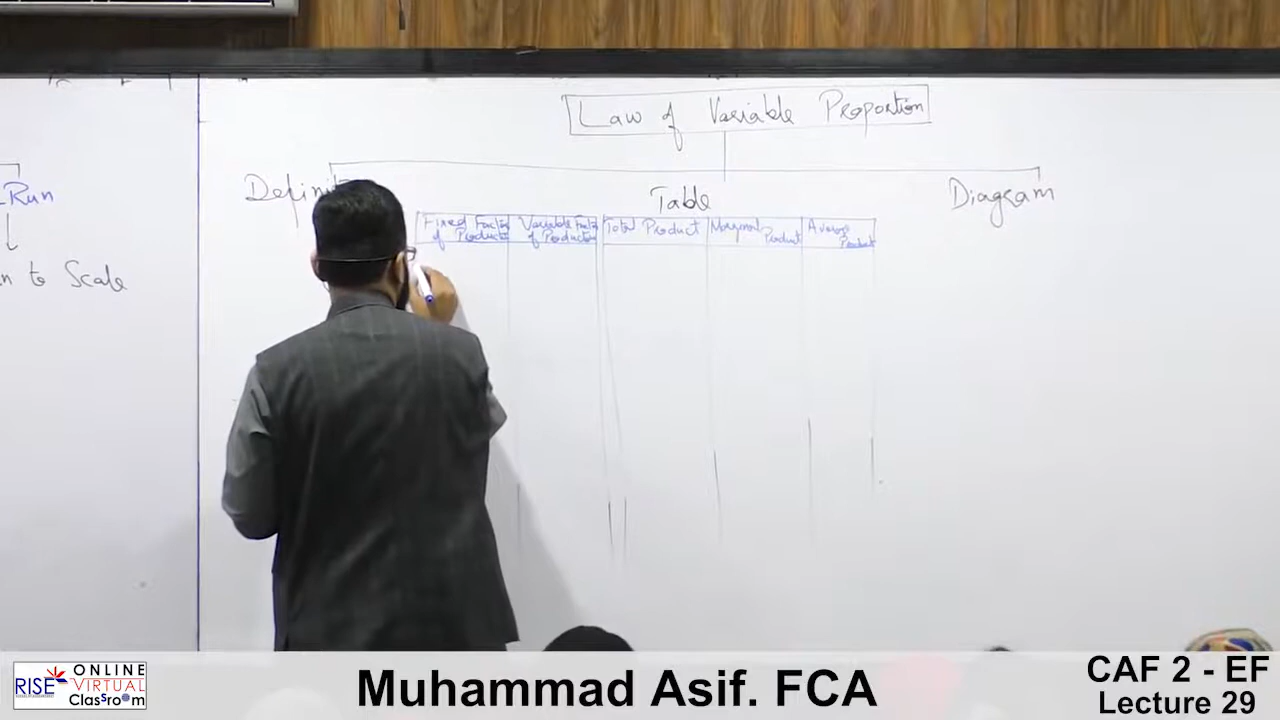 Law of Variable Proportion
Run
to Scale
Table
Diagram
Fixed Factor
of Production
Variable Factor
of Production
Total Product
Marginal
Product
Average
Product
RISE
ONLINE
VIRTUAL
Classroom
Muhammad Asif. FCA
CAF 2 - EF
Lecture 29